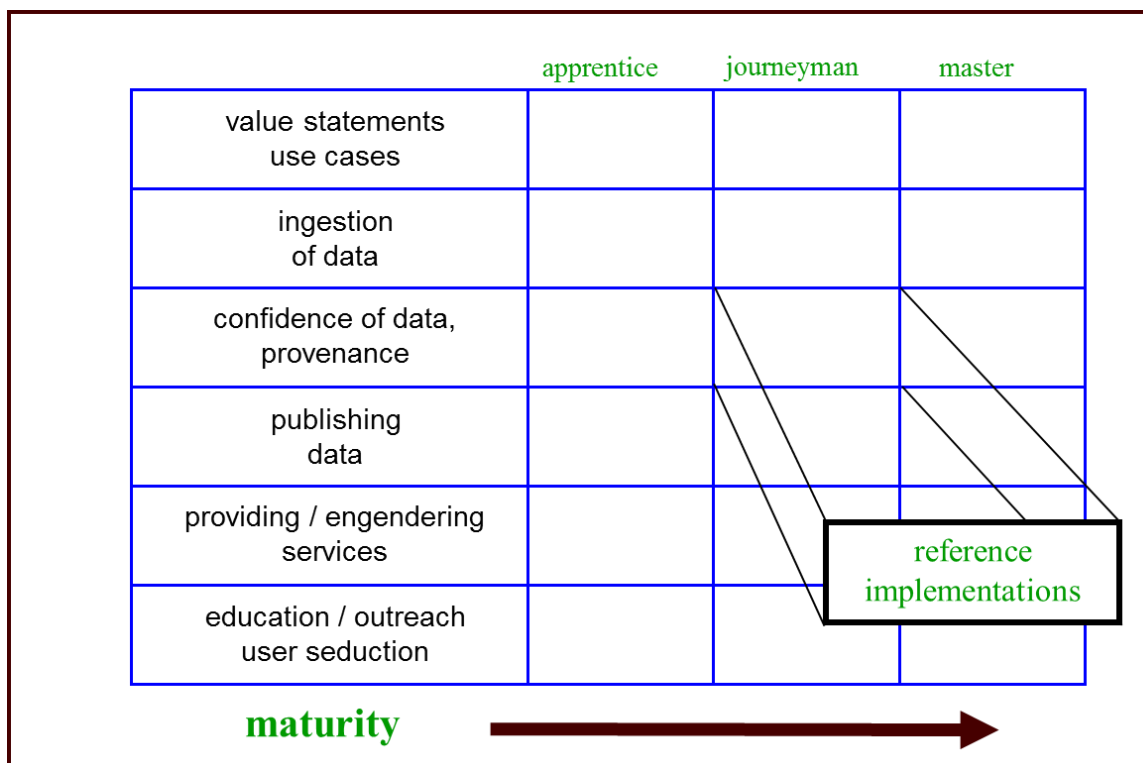 apprentice journeyman master
value statements
use cases
ingestion
of data
confidence of data,
provenance
publishing
data
providing / engendering
services
reference
implementations
education / outreach
user seduction
maturity